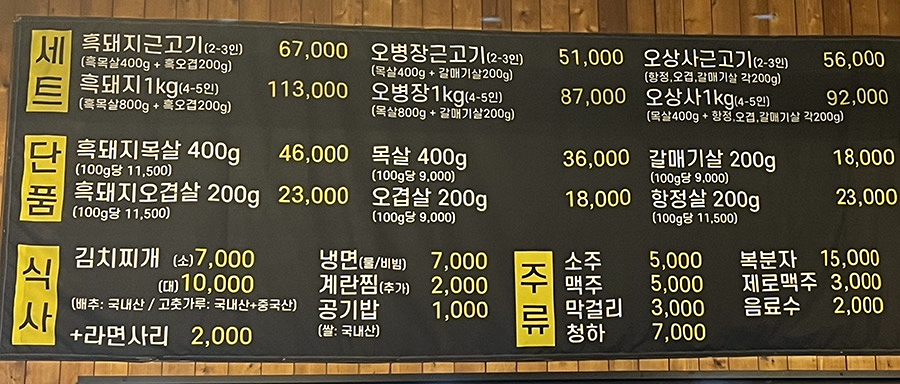 세트
흑돼지근고기(2-3인) 67,000
(흑목살400g + 흑오겹200g)
흑돼지1kg(4-5인) 113,000
(흑목살800g + 흑오겹200g)
오병장근고기(2-3인) 51,000
(목살400g + 갈매기살200g)
오병장1kg(4-5인) 87,000
(목살800g + 갈매기살200g)
오상사근고기(2-3인) 56,000
(항정,오겹,갈매기살 각200g)
오상사1kg(4-5인) 92,000
(목살400g + 항정,오겹,갈매기살 각200g)
단품
흑돼지목살 400g 46,000
(100g당 11,500)
흑돼지오겹살 200g 23,000
(100g당 11,500)
목살 400g 36,000
(100g당 9,000)
오겹살 200g 18,000
(100g당 9,000)
갈매기살 200g 18,000
(100g당 9,000)
항정살 200g 23,000
(100g당 11,500)
식사
김치찌개 (소)7,000
(대)10,000
(배추: 국내산 / 고춧가루: 국내산+중국산)
+라면사리 2,000
냉면(물/비빔) 7,000
계란찜(추가) 2,000
공기밥 1,000
(쌀: 국내산)
주류
소주 5,000
맥주 5,000
막걸리 3,000
청하 7,000
복분자 15,000
제로맥주 3,000
음료수 2,000